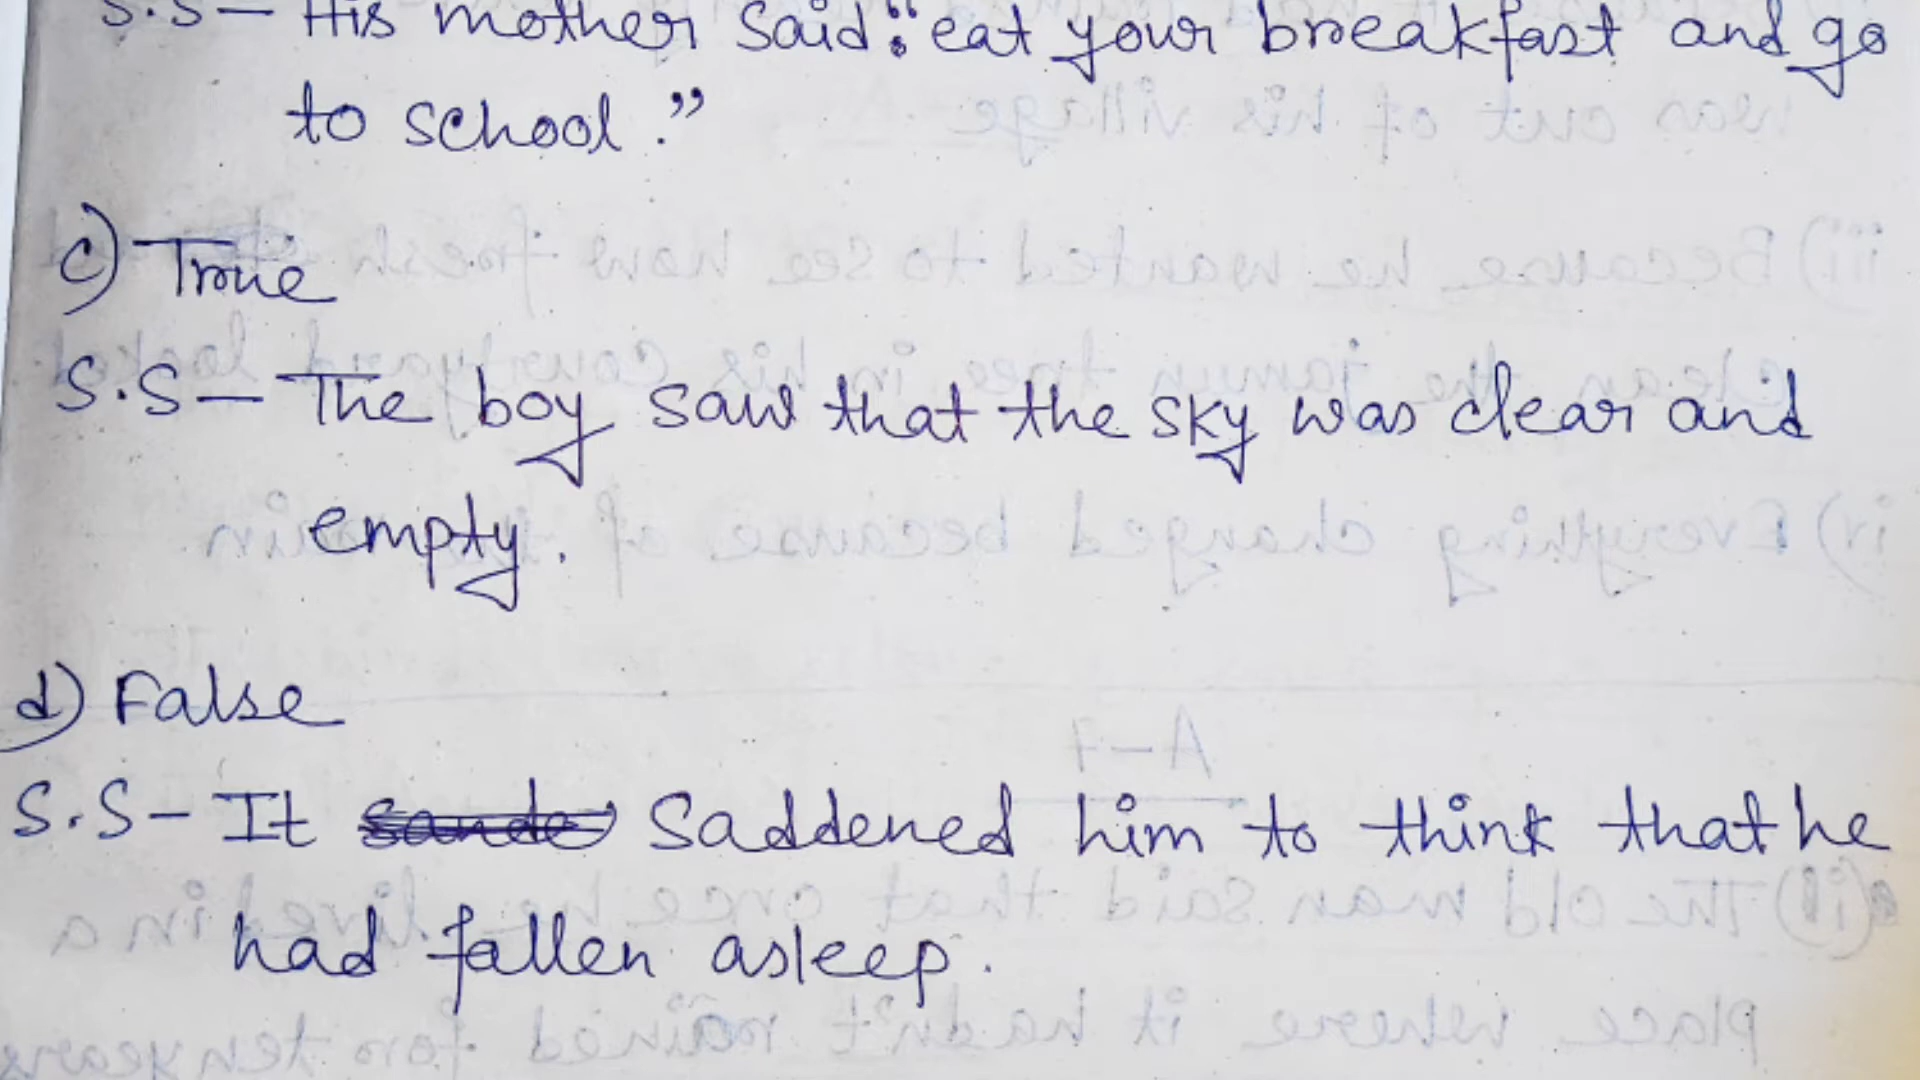 S.S— His mother said: "eat your breakfast and go
to school."
c) True
S.S— The boy saw that the sky was clear and
empty.
d) False
S.S- It Saddened him to think that he
had fallen asleep.